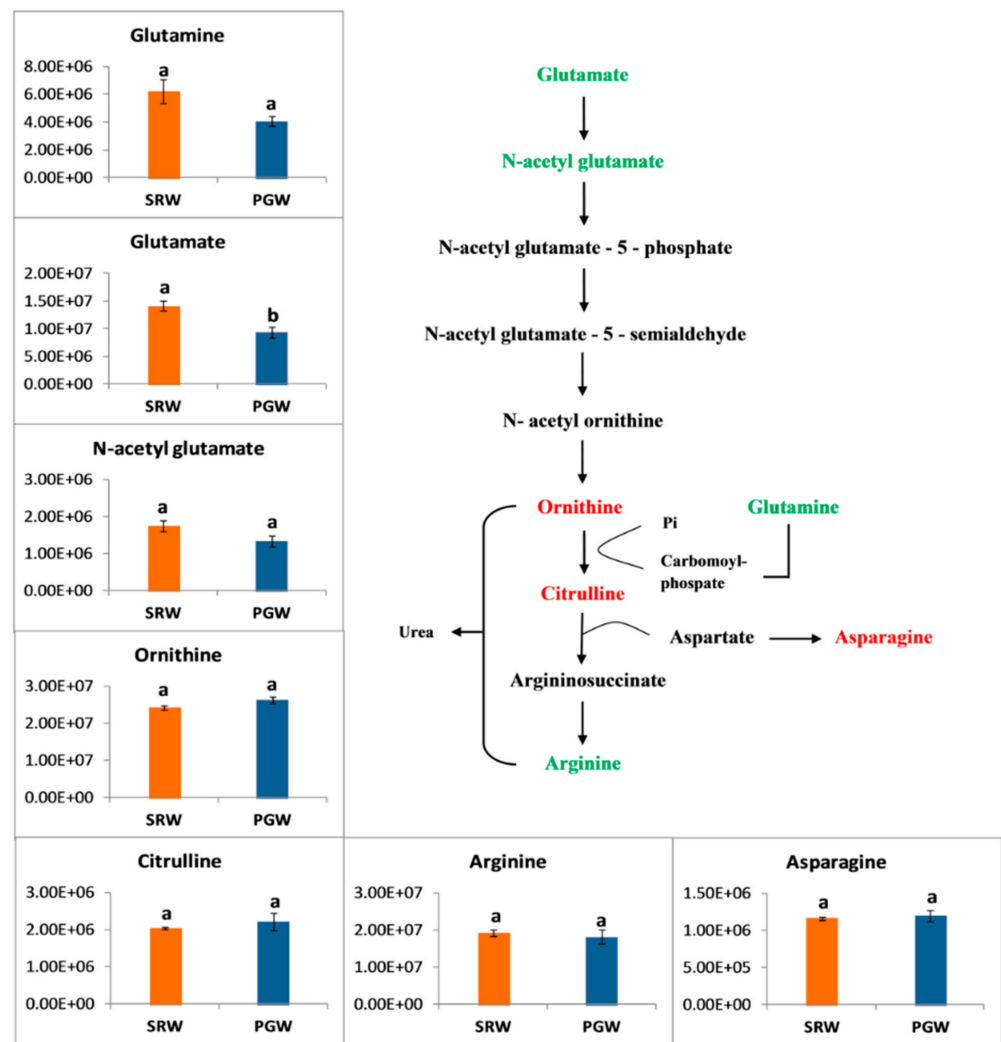 Glutamine
8.00E+06
6.00E+06
4.00E+06
2.00E+06
0.00E+00
a
a
SRW
PGW
Glutamate
2.00E+07
1.50E+07
1.00E+07
5.00E+06
0.00E+00
a
b
SRW
PGW
N-acetyl glutamate
3.00E+06
2.00E+06
1.00E+06
0.00E+00
a
a
SRW
PGW
Ornithine
3.00E+07
2.00E+07
1.00E+07
0.00E+00
a
a
SRW
PGW
Glutamate
N-acetyl glutamate
N-acetyl glutamate - 5 - phosphate
N-acetyl glutamate - 5 - semialdehyde
N- acetyl ornithine
Ornithine
Pi
Glutamine
Carbomoyl-
phospate
Citrulline
Urea
Aspartate
Asparagine
Argininosuccinate
Arginine
Citrulline
3.00E+06
2.00E+06
1.00E+06
0.00E+00
a
a
SRW
PGW
Arginine
3.00E+07
2.00E+07
1.00E+07
0.00E+00
a
a
SRW
PGW
Asparagine
1.50E+06
1.00E+06
5.00E+05
0.00E+00
a
a
SRW
PGW